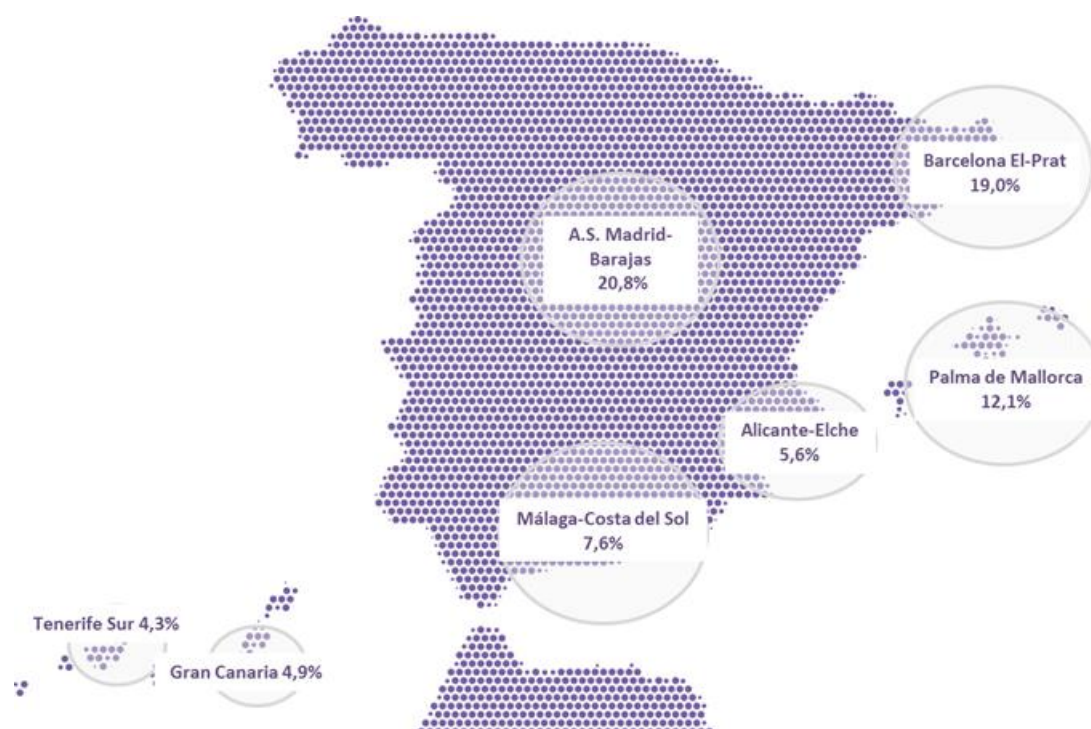 Barcelona El-Prat
19,0%
A.S. Madrid-
Barajas
20,8%
Palma de Mallorca
12,1%
Alicante-Elche
5,6%
Málaga-Costa del Sol
7,6%
Tenerife Sur 4,3%
Gran Canaria 4,9%